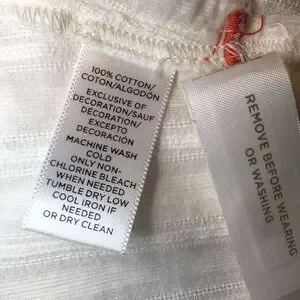 100% COTTON/
COTON/ALGODÓN
EXCLUSIVE OF
DECORATION/SAUF
DÉCORATION/
EXCEPTO
DECORACIÓN
MACHINE WASH
COLD
ONLY NON-
CHLORINE BLEACH
WHEN NEEDED
TUMBLE DRY LOW
COOL IRON IF
NEEDED
OR DRY CLEAN
REMOVE BEFORE WEARING
OR WASHING